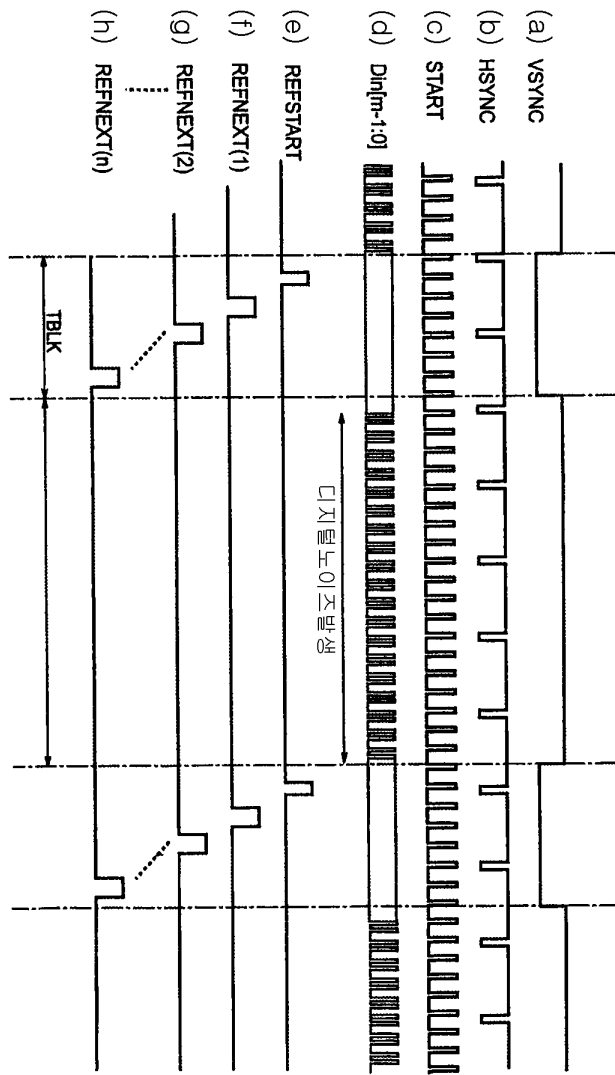 (a) VSYNC
(b) HSYNC
(c) START
(d) Din[m-1:0]
디지털노이즈발생
(e) REFSTART
(f) REFNEXT(1)
(g) REFNEXT(2)
(h) REFNEXT(n)
TBLK